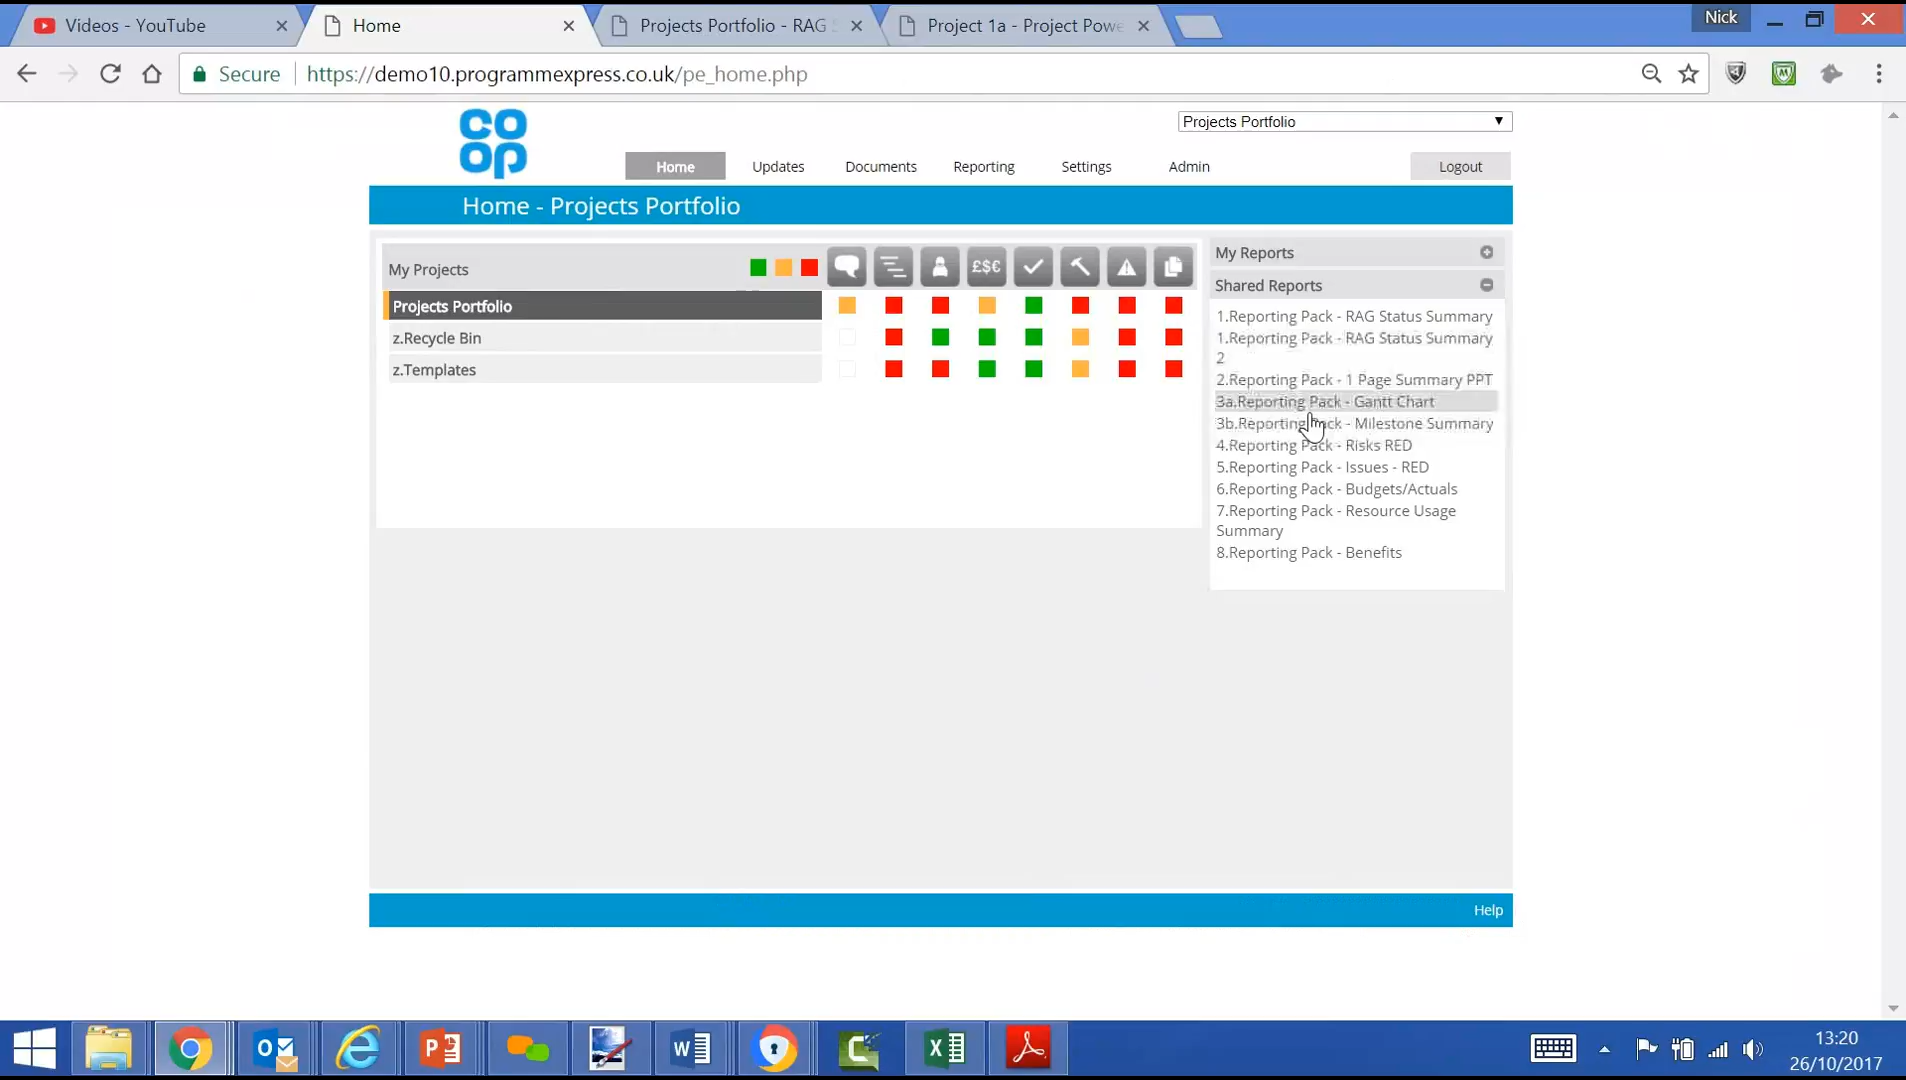 Videos - YouTube
Home
Projects Portfolio - RAG S
Project 1a - Project Powe
Nick
Secure
https://demo10.programmexpress.co.uk/pe_home.php
co
op
Projects Portfolio
Home
Updates
Documents
Reporting
Settings
Admin
Logout
Home - Projects Portfolio
My Projects
£$€
Projects Portfolio
z.Recycle Bin
z.Templates
My Reports
Shared Reports
1.Reporting Pack - RAG Status Summary
1.Reporting Pack - RAG Status Summary
2
2.Reporting Pack - 1 Page Summary PPT
3a.Reporting Pack - Gantt Chart
3b.Reporting Pack - Milestone Summary
4.Reporting Pack - Risks RED
5.Reporting Pack - Issues - RED
6.Reporting Pack - Budgets/Actuals
7.Reporting Pack - Resource Usage
Summary
8.Reporting Pack - Benefits
Help
13:20
26/10/2017